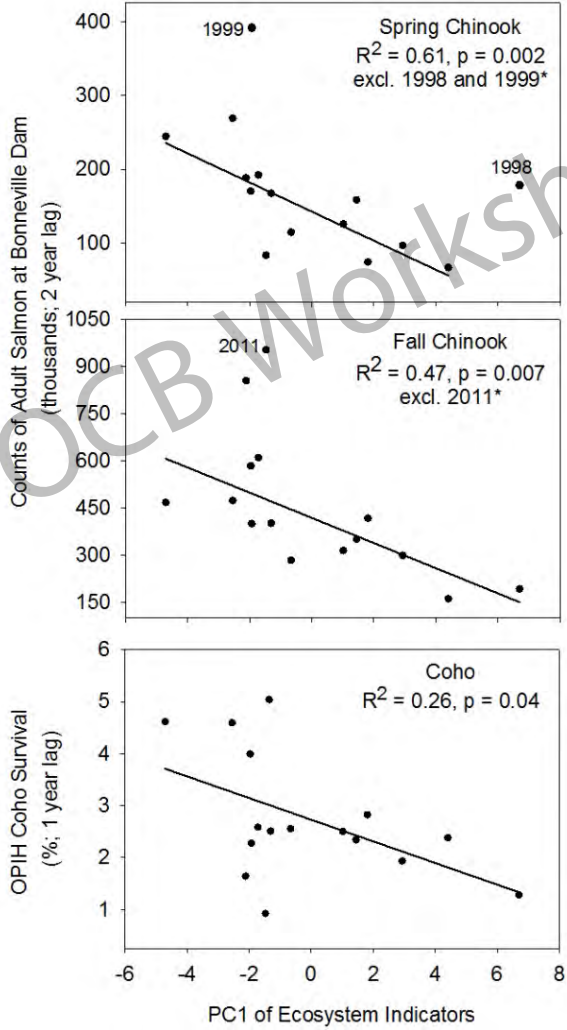 Counts of Adult Salmon at Bonneville Dam
(thousands; 2 year lag)
400
300
200
100
1999
Spring Chinook
R2 = 0.61, p = 0.002
excl. 1998 and 1999*
1998
1050
900
750
600
450
300
150
2011
Fall Chinook
R2 = 0.47, p = 0.007
excl. 2011*
OPIH Coho Survival
(%; 1 year lag)
6
5
4
3
2
1
Coho
R2 = 0.26, p = 0.04
-6 -4 -2 0 2 4 6 8
PC1 of Ecosystem Indicators
OCB Worksh